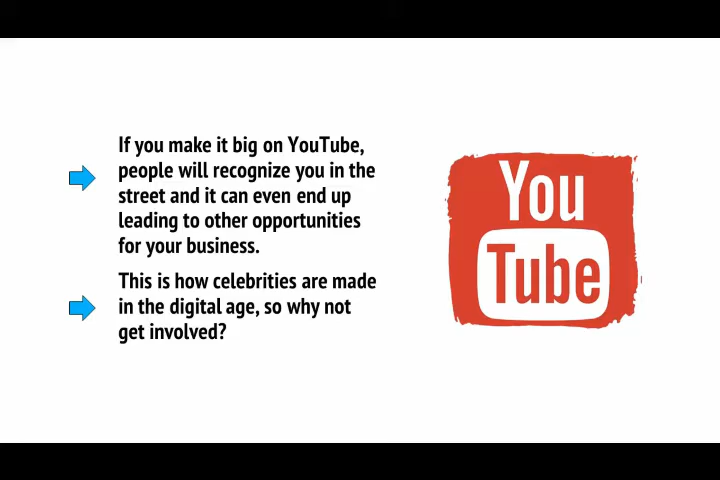 If you make it big on YouTube,
people will recognize you in the
street and it can even end up
leading to other opportunities
for your business.
This is how celebrities are made
in the digital age, so why not
get involved?
You
Tube